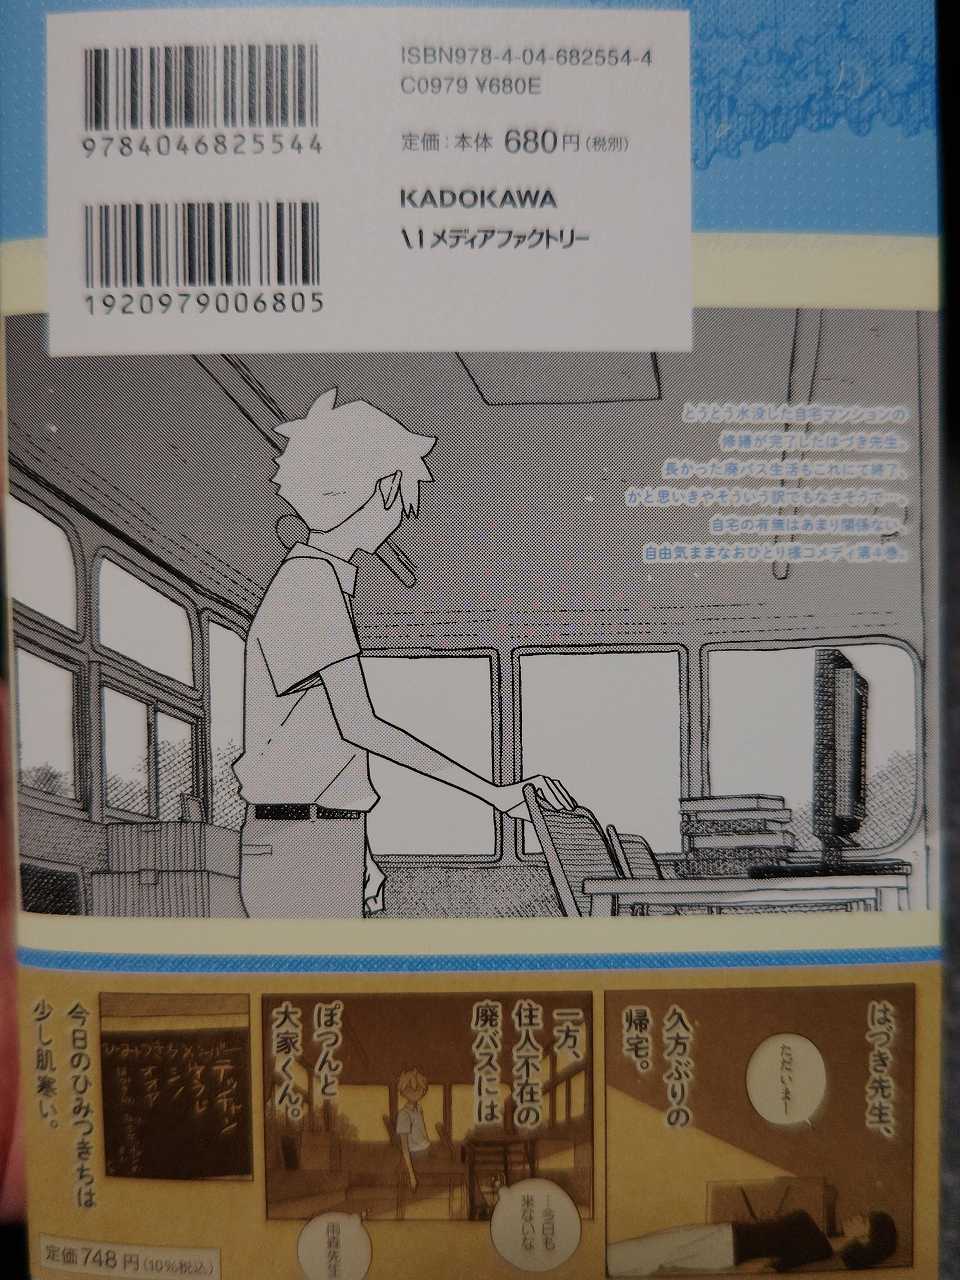 ISBN978-4-04-682554-4
C0979 ¥680E
9784046825544
定価：本体 680円(税別)
KADOKAWA
メディアファクトリー
1920979006805
とうとう水没した自宅マンションの
修繕が完了したはづき先生。
長かった廃バス生活もこれにて終了、
かと思いきやそういう訳でもなさそうで…。
自宅の有無はあまり関係ない、
自由気ままなおひとり様コメディ第4巻。
はづき先生、
久方ぶりの
帰宅。
ただいまー
一方、
住人不在の
廃バスには
ぽつんと
大家くん。
…今日も
来ないな
雨森先生
ひみつきちメンバー
今日のひみつきちは
少し肌寒い。
定価748円(10%税込)